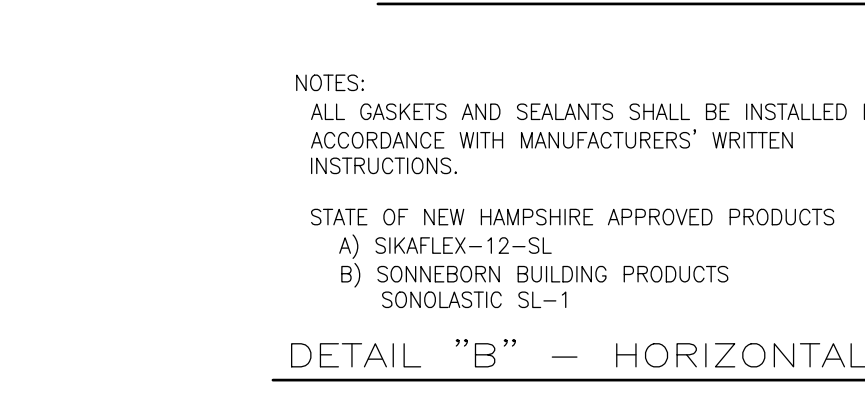 NOTES:
ALL GASKETS AND SEALANTS SHALL BE INSTALLED
ACCORDANCE WITH MANUFACTURERS' WRITTEN
INSTRUCTIONS.
STATE OF NEW HAMPSHIRE APPROVED PRODUCTS
A) SIKAFLEX-12-SL
B) SONNEBORN BUILDING PRODUCTS
SONOLASTIC SL-1
DETAIL "B" - HORIZONTAL